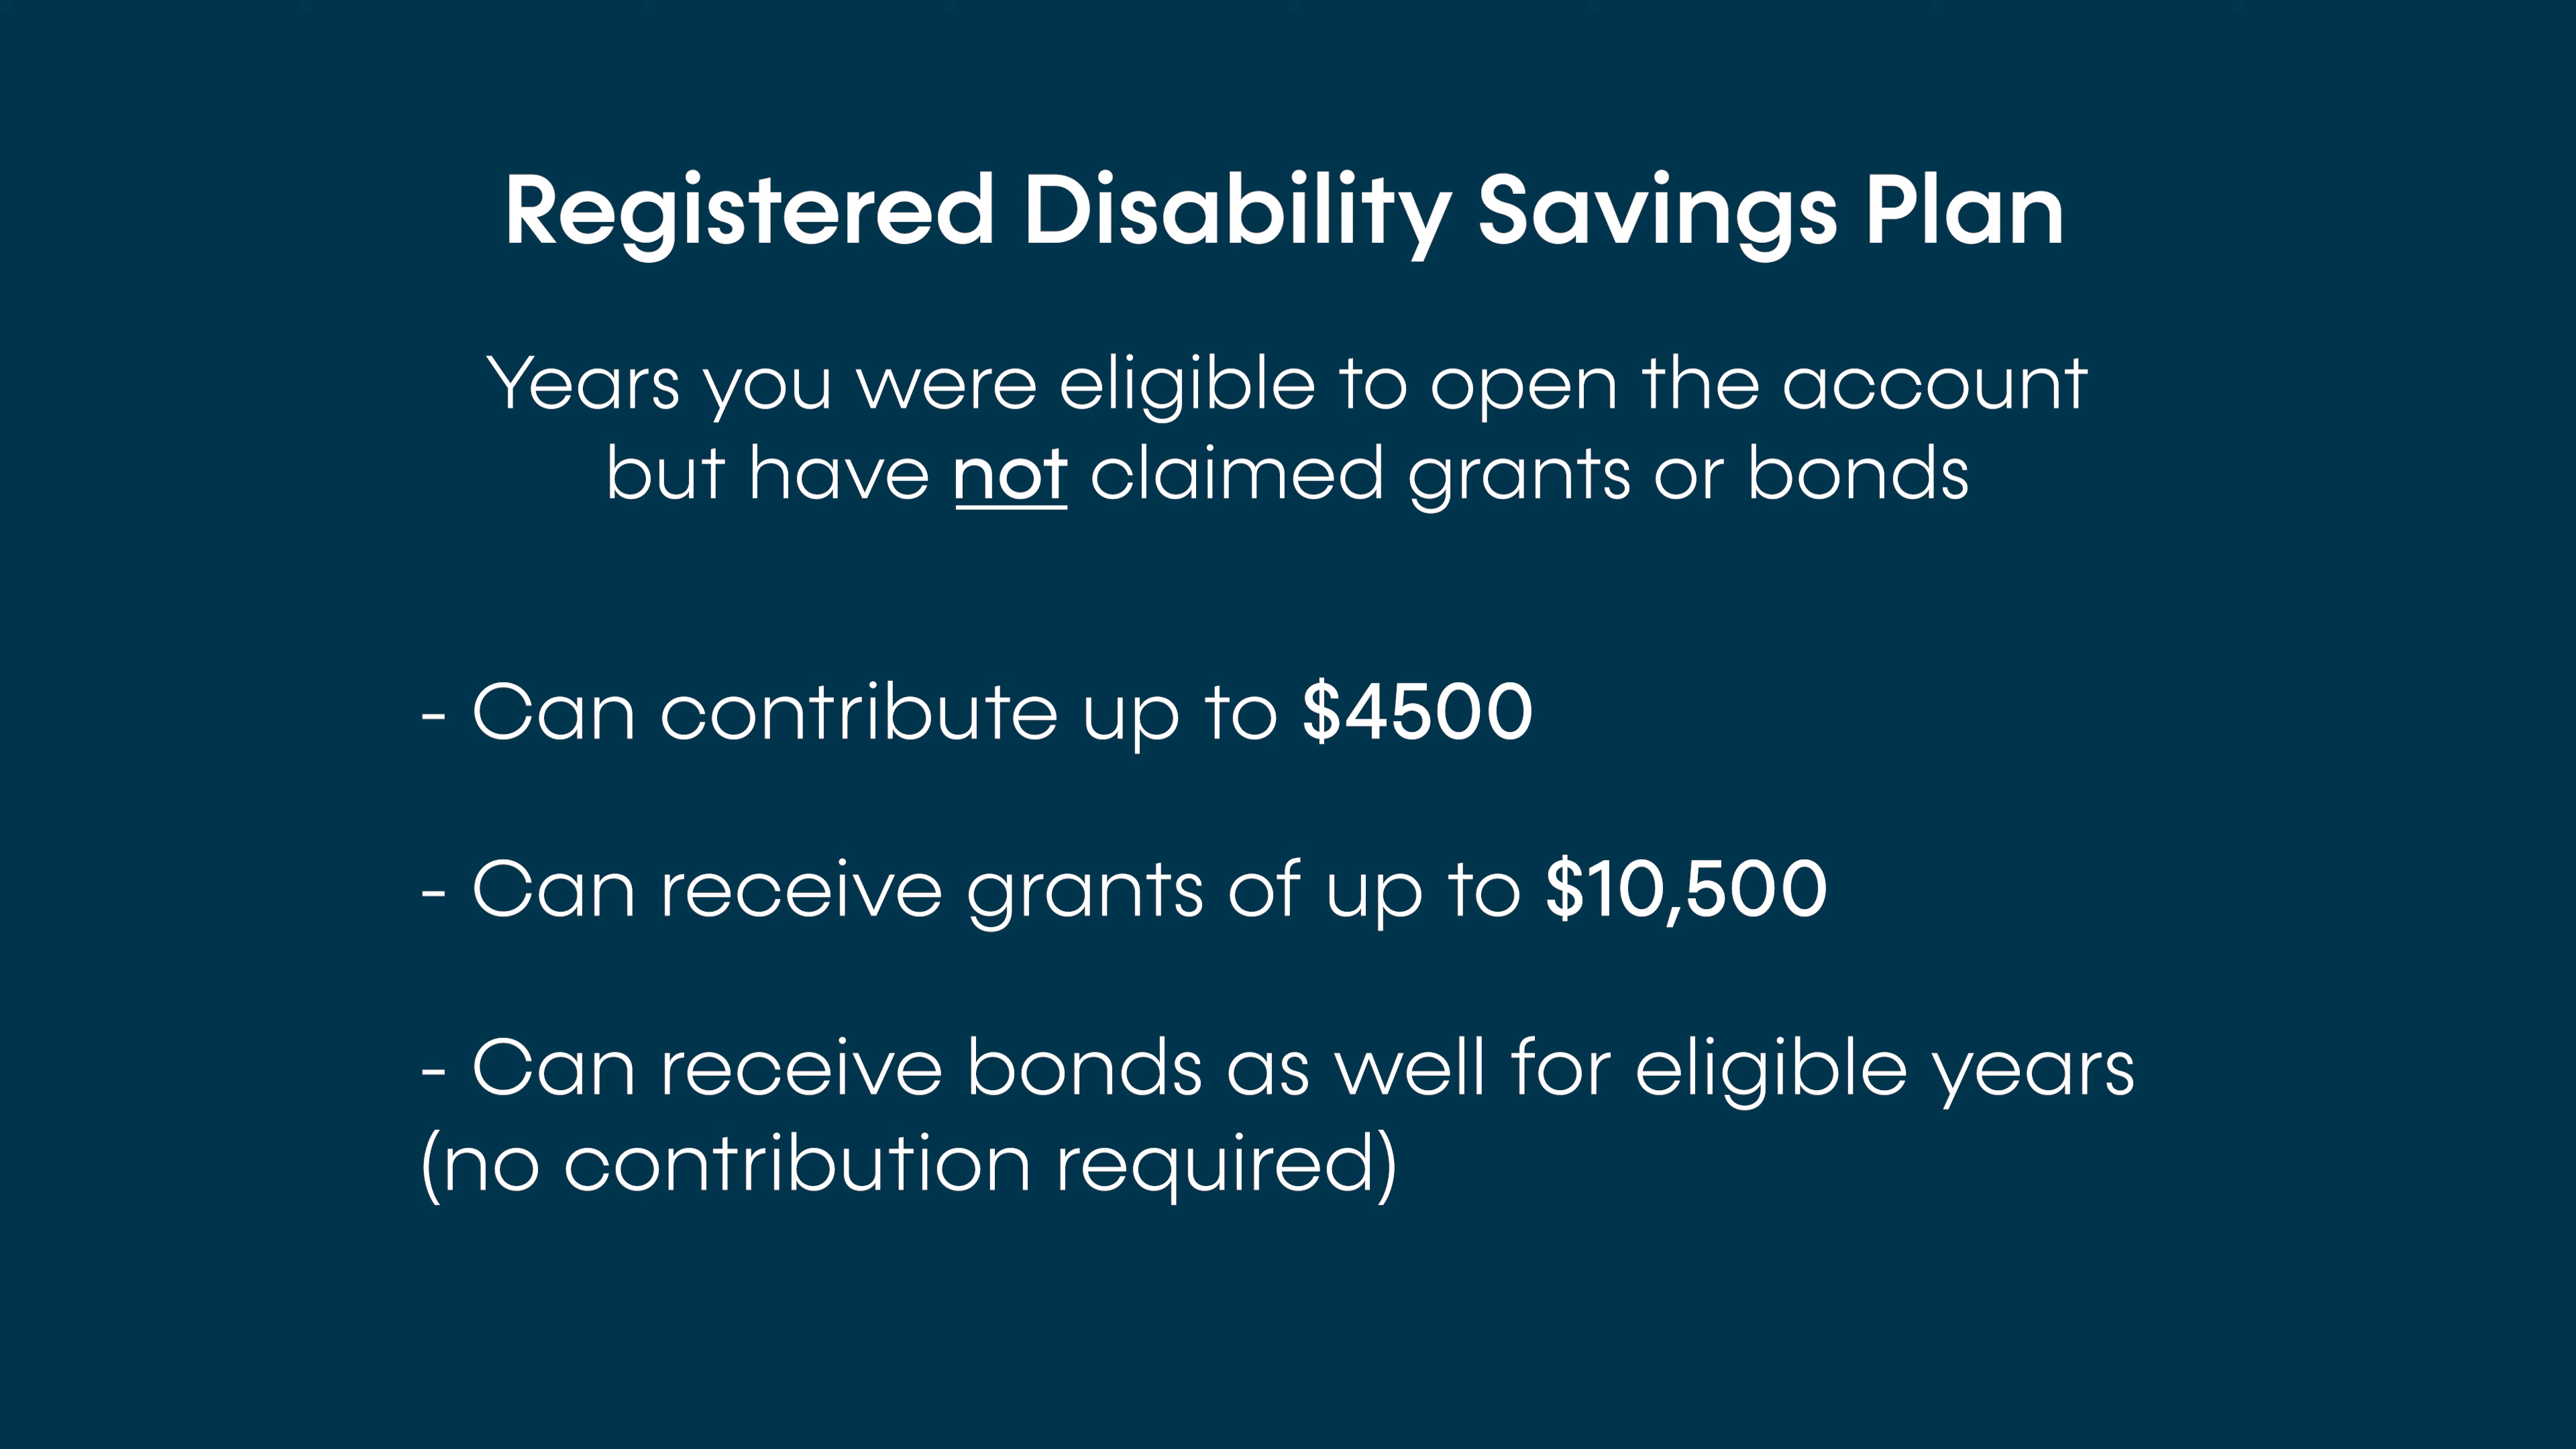 Registered Disability Savings Plan
Years you were eligible to open the account
but have not claimed grants or bonds
- Can contribute up to $4500
- Can receive grants of up to $10,500
- Can receive bonds as well for eligible years
(no contribution required)